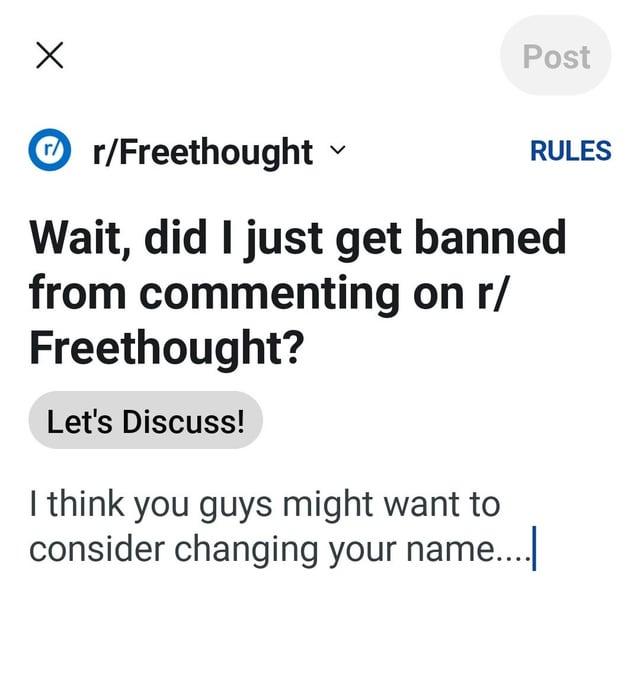 Post
r/ r/Freethought RULES
Wait, did I just get banned
from commenting on r/
Freethought?
Let's Discuss!
I think you guys might want to
consider changing your name....